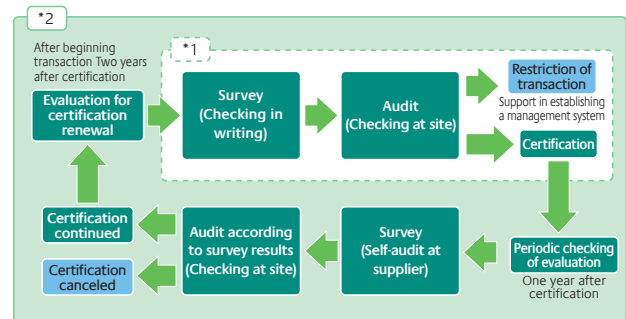 *2
After beginning
transaction Two years
after certification
Evaluation for
certification
renewal
*1
Survey
(Checking in
writing)
Audit
(Checking at site)
Restriction of
transaction
Support in establishing
a management system
Certification
Certification
continued
Certification
canceled
Audit according
to survey results
(Checking at site)
Survey
(Self-audit at
supplier)
Periodic checking
of evaluation
One year after
certification